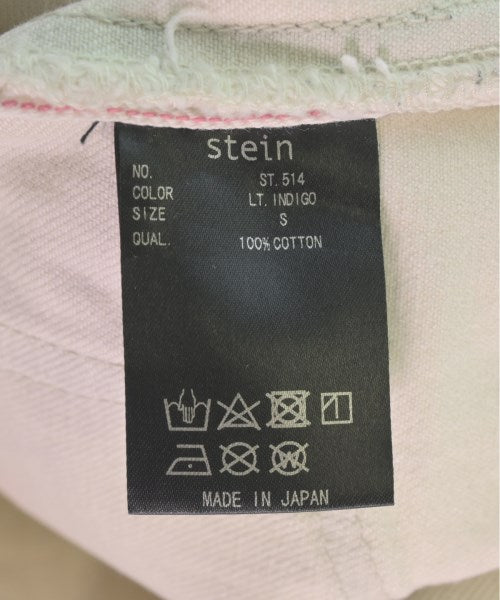 stein
NO. ST.514
COLOR LT. INDIGO
SIZE S
QUAL. 100% COTTON
W
MADE IN JAPAN